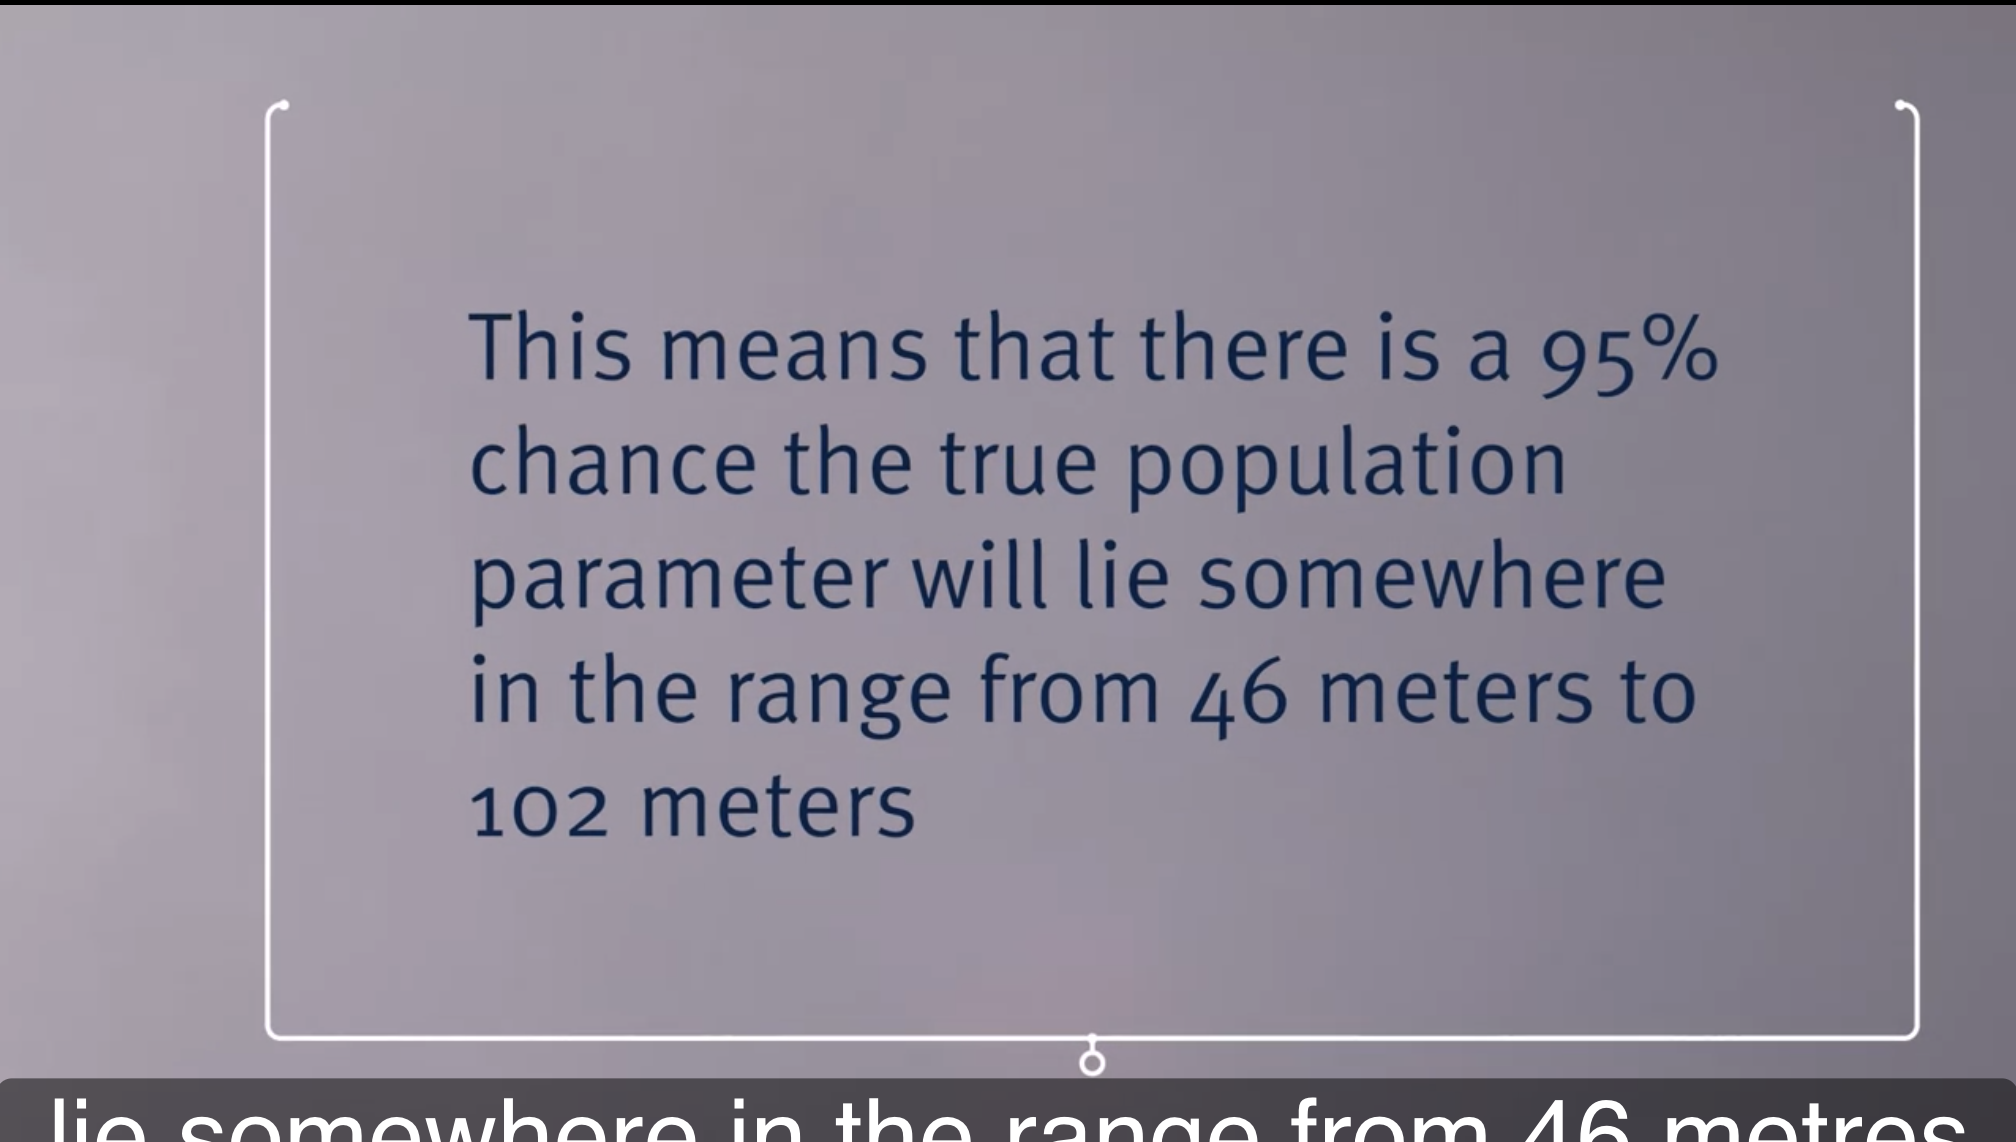 This means that there is a 95%
chance the true population
parameter will lie somewhere
in the range from 46 meters to
102 meters
lie somewhere in the range from 46 metres